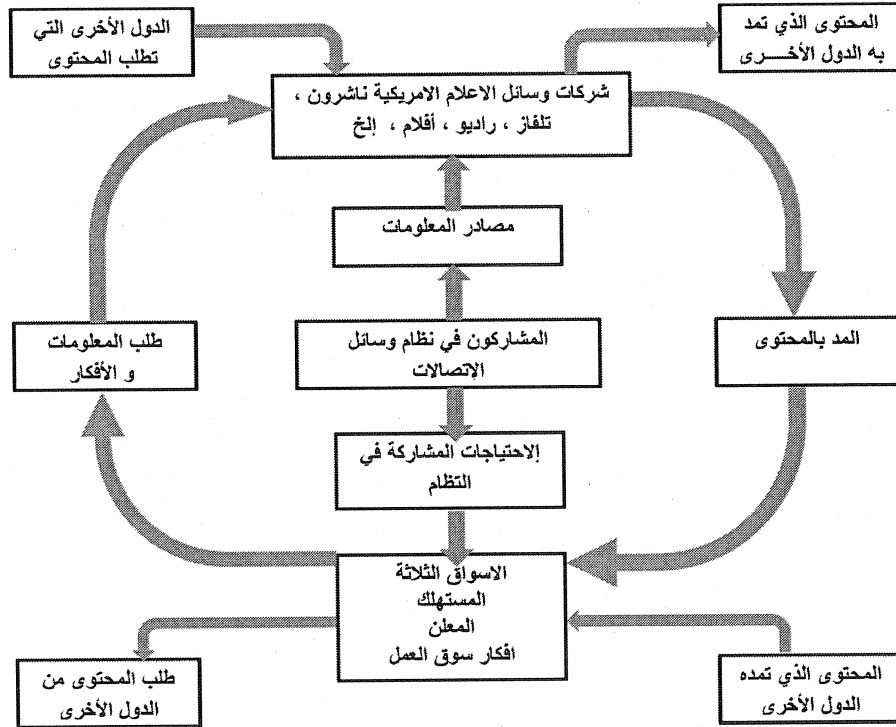 الدول الأخرى التي
تطلب المحتوى
المحتوى الذي تمد
به الدول الأخـــرى
شركات وسائل الاعلام الامريكية ناشرون ،
تلفاز ، راديو ، أفلام ، إلخ
مصادر المعلومات
طلب المعلومات
و الأفكار
المشاركون في نظام وسائل
الإتصالات
المد بالمحتوى
إلاحتياجات المشاركة في
النظام
الاسواق الثلاثة
المستهلك
المعلن
افكار سوق العمل
طلب المحتوى من
الدول الأخرى
المحتوى الذي تمده
الدول الأخرى